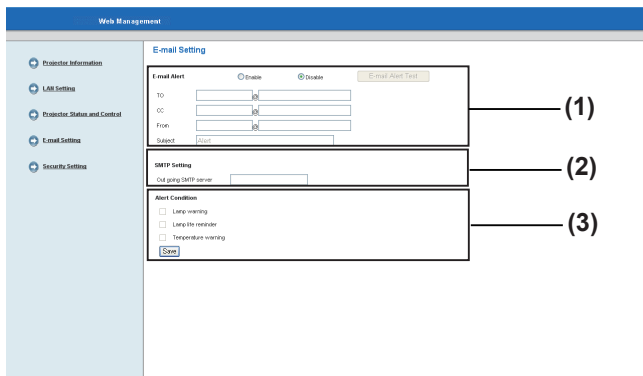 Web Management
E-mail Setting
Projector Information
LAN Setting
Projector Status and Control
E-mail Setting
Security Setting
E-mail Alert Enable Disable E-mail Alert Test
TO @
CC @
From @
Subject Alert
(1)
SMTP Setting
Out going SMTP server
(2)
Alert Condition
Lamp warning
Lamp life reminder
Temperature warning
Save
(3)